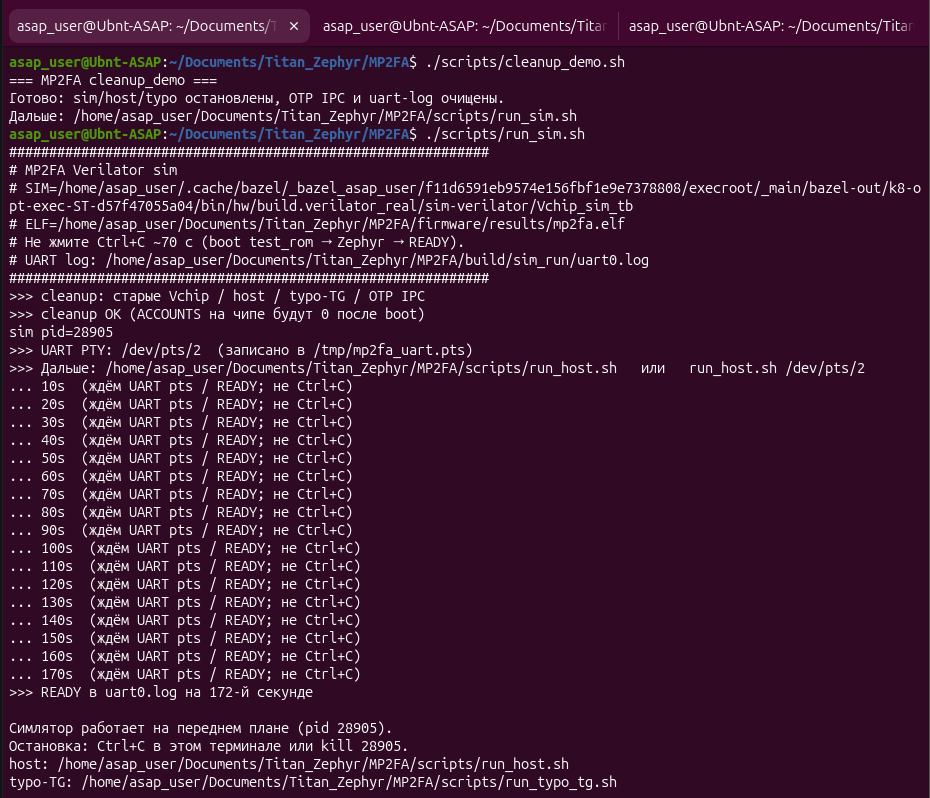 asap_user@Ubnt-ASAP: ~/Documents/T × asap_user@Ubnt-ASAP: ~/Documents/Titar asap_user@Ubnt-ASAP: ~/Documents/Titan
asap_user@Ubnt-ASAP:~/Documents/Titan_Zephyr/MP2FA$ ./scripts/cleanup_demo.sh
=== MP2FA cleanup_demo ===
Готово: sim/host/typo остановлены, OTP IPC и uart-log очищены.
Дальше: /home/asap_user/Documents/Titan_Zephyr/MP2FA/scripts/run_sim.sh
asap_user@Ubnt-ASAP:~/Documents/Titan_Zephyr/MP2FA$ ./scripts/run_sim.sh
############################################################
# MP2FA Verilator sim
# SIM=/home/asap_user/.cache/bazel/_bazel_asap_user/f11d6591eb9574e156fbf1e9e7378808/execroot/_main/bazel-out/k8-o
pt-exec-ST-d57f47055a04/bin/hw/build.verilator_real/sim-verilator/Vchip_sim_tb
# ELF=/home/asap_user/Documents/Titan_Zephyr/MP2FA/firmware/results/mp2fa.elf
# Не жмите Ctrl+C ~70 с (boot test_rom → Zephyr → READY).
# UART log: /home/asap_user/Documents/Titan_Zephyr/MP2FA/build/sim_run/uart0.log
############################################################
>>> cleanup: старые Vchip / host / typo-TG / OTP IPC
>>> cleanup OK (ACCOUNTS на чипе будут 0 после boot)
sim pid=28905
>>> UART PTY: /dev/pts/2  (записано в /tmp/mp2fa_uart.pts)
>>> Дальше: /home/asap_user/Documents/Titan_Zephyr/MP2FA/scripts/run_host.sh   или   run_host.sh /dev/pts/2
... 10s  (ждём UART pts / READY; не Ctrl+C)
... 20s  (ждём UART pts / READY; не Ctrl+C)
... 30s  (ждём UART pts / READY; не Ctrl+C)
... 40s  (ждём UART pts / READY; не Ctrl+C)
... 50s  (ждём UART pts / READY; не Ctrl+C)
... 60s  (ждём UART pts / READY; не Ctrl+C)
... 70s  (ждём UART pts / READY; не Ctrl+C)
... 80s  (ждём UART pts / READY; не Ctrl+C)
... 90s  (ждём UART pts / READY; не Ctrl+C)
... 100s  (ждём UART pts / READY; не Ctrl+C)
... 110s  (ждём UART pts / READY; не Ctrl+C)
... 120s  (ждём UART pts / READY; не Ctrl+C)
... 130s  (ждём UART pts / READY; не Ctrl+C)
... 140s  (ждём UART pts / READY; не Ctrl+C)
... 150s  (ждём UART pts / READY; не Ctrl+C)
... 160s  (ждём UART pts / READY; не Ctrl+C)
... 170s  (ждём UART pts / READY; не Ctrl+C)
>>> READY в uart0.log на 172-й секунде
Симлятор работает на переднем плане (pid 28905).
Остановка: Ctrl+C в этом терминале или kill 28905.
host: /home/asap_user/Documents/Titan_Zephyr/MP2FA/scripts/run_host.sh
typo-TG: /home/asap_user/Documents/Titan_Zephyr/MP2FA/scripts/run_typo_tg.sh